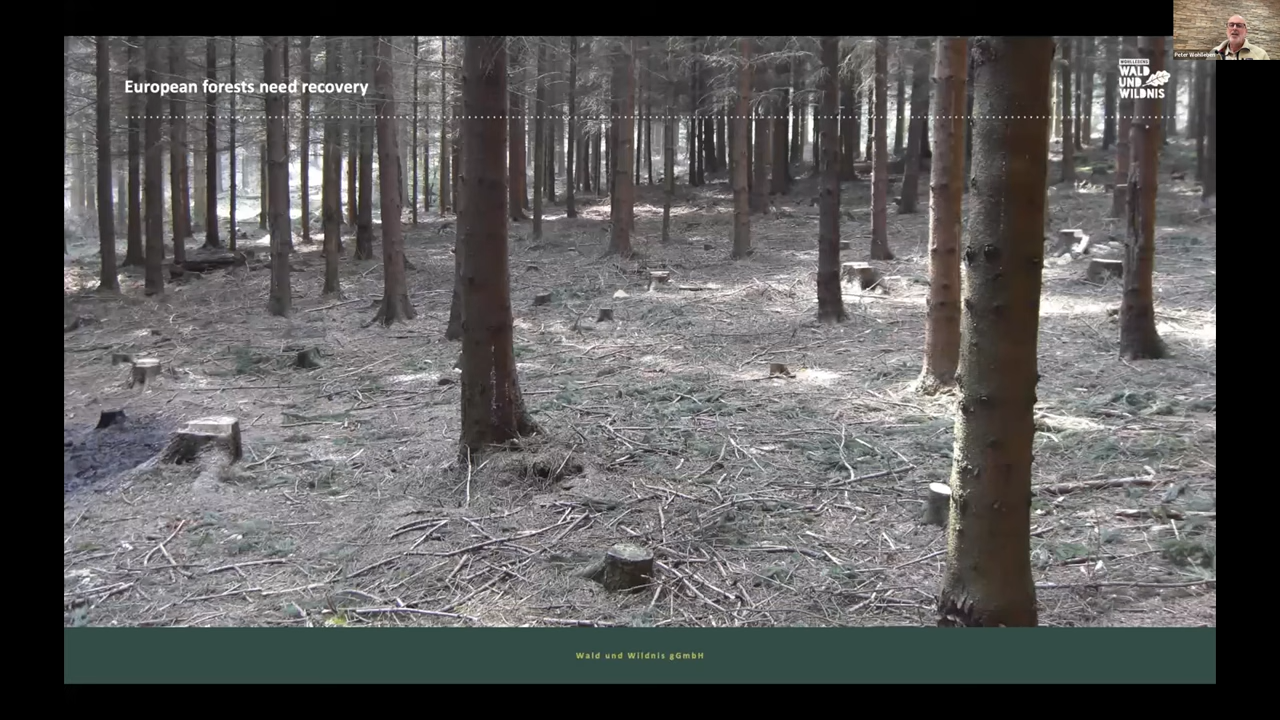 European forests need recovery
WOHLLEBENS
WALD
UND
WILDNIS
Peter Wohlleben
Wald und Wildnis gGmbH